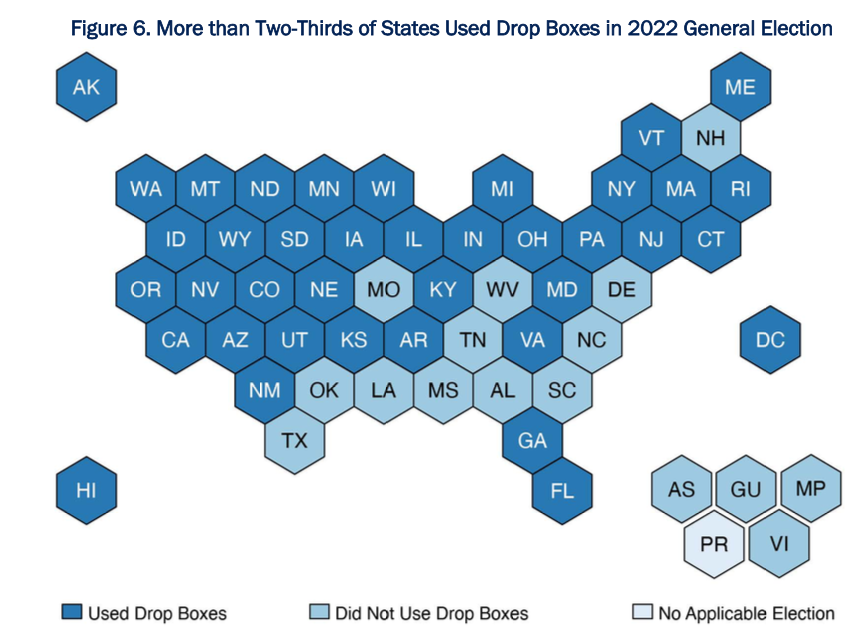 Figure 6. More than Two-Thirds of States Used Drop Boxes in 2022 General Election
AK ME
VT NH
WA MT ND MN WI MI NY MA RI
ID WY SD IA IL IN OH PA NJ CT
OR NV CO NE MO KY WV MD DE
CA AZ UT KS AR TN VA NC DC
NM OK LA MS AL SC
TX GA
HI FL AS GU MP
PR VI
Used Drop Boxes Did Not Use Drop Boxes No Applicable Election